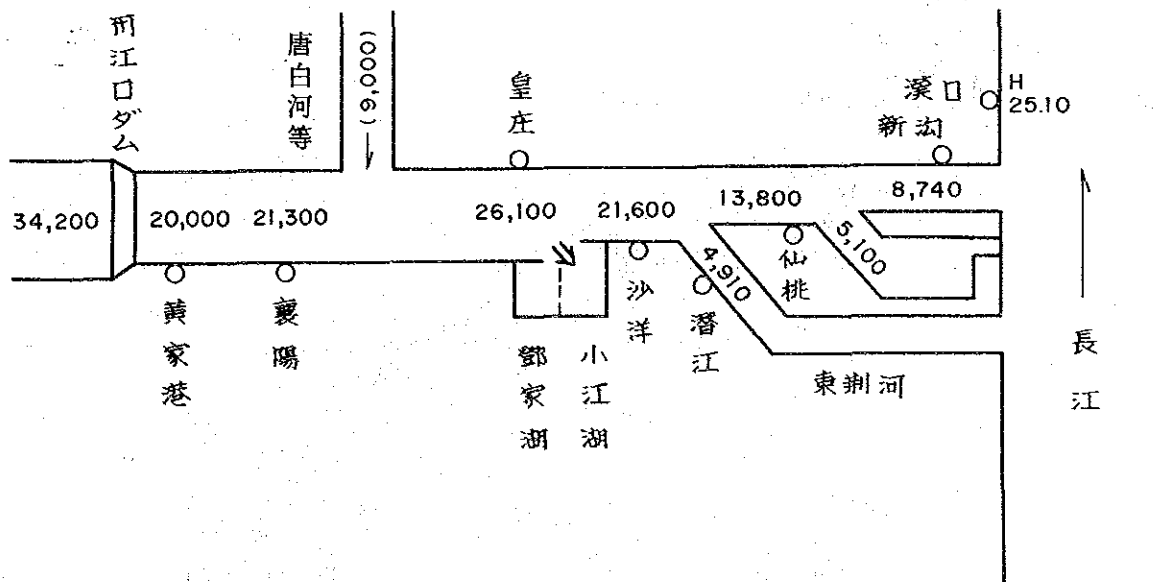 丹江口ダム
唐白河等
(6,000)
皇庄
漢口
新沟
H
25.10
34,200
20,000
21,300
26,100
21,600
13,800
8,740
5,100
4,910
黄家港
襄陽
鄧家湖
小江湖
沙洋
潜江
仙桃
東荆河
長江